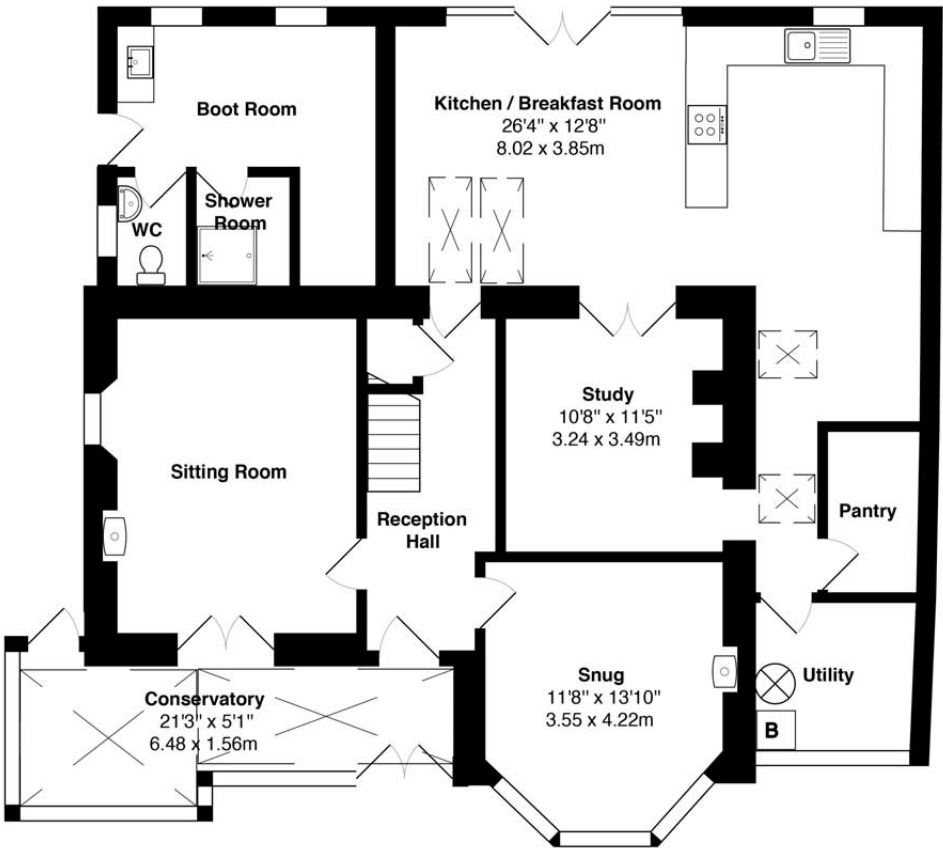 Boot Room
Kitchen / Breakfast Room
26'4" x 12'8"
8.02 x 3.85m
Shower
Room
WC
Study
10'8" x 11'5"
3.24 x 3.49m
Sitting Room
Reception
Hall
Pantry
Conservatory
21'3" x 5'1"
6.48 x 1.56m
Snug
11'8" x 13'10"
3.55 x 4.22m
Utility
B